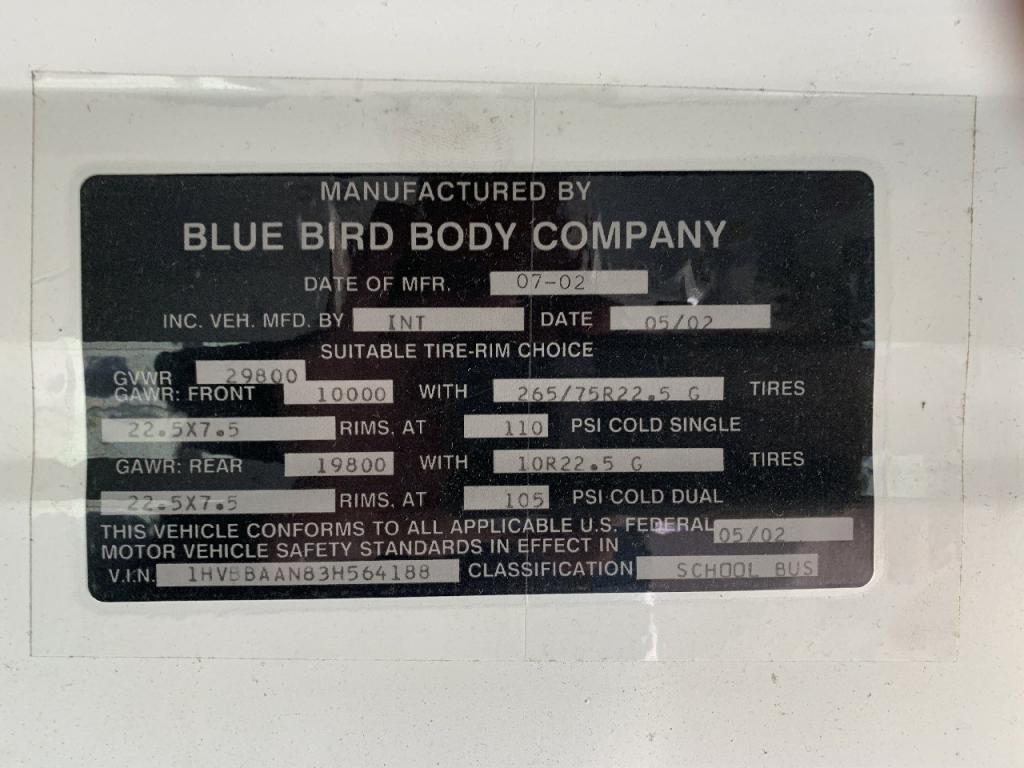 MANUFACTURED BY
BLUE BIRD BODY COMPANY
DATE OF MFR. 07-02
INC. VEH. MFD. BY INT DATE 05/02
SUITABLE TIRE-RIM CHOICE
GVWR 29800
GAWR: FRONT 10000 WITH 265/75R22.5 G TIRES
22.5X7.5 RIMS, AT 110 PSI COLD SINGLE
GAWR: REAR 19800 WITH 10R22.5 G TIRES
22.5X7.5 RIMS, AT 105 PSI COLD DUAL
THIS VEHICLE CONFORMS TO ALL APPLICABLE U.S. FEDERAL 05/02
MOTOR VEHICLE SAFETY STANDARDS IN EFFECT IN
V.I.N. 1HVBBAAN83H564188 CLASSIFICATION SCHOOL BUS